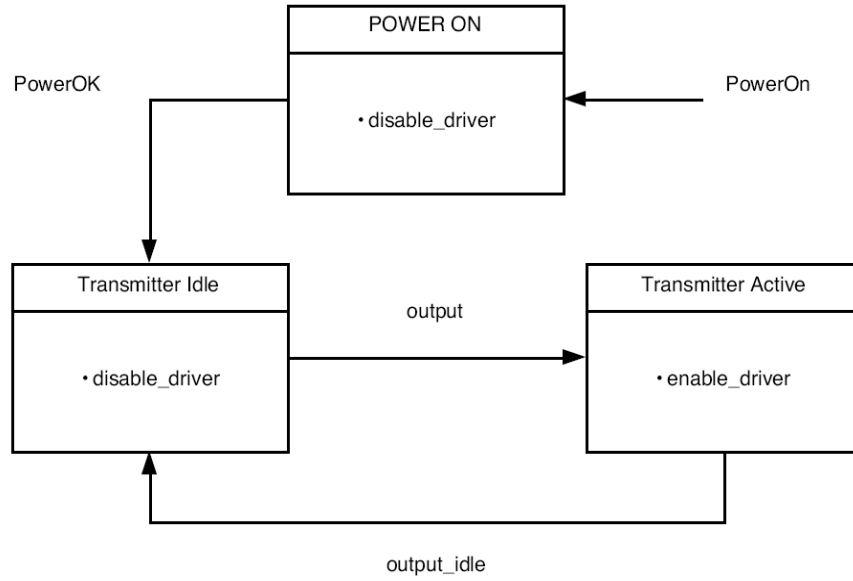 POWER ON
PowerOK
PowerOn
• disable_driver
Transmitter Idle
Transmitter Active
output
• disable_driver
• enable_driver
output_idle